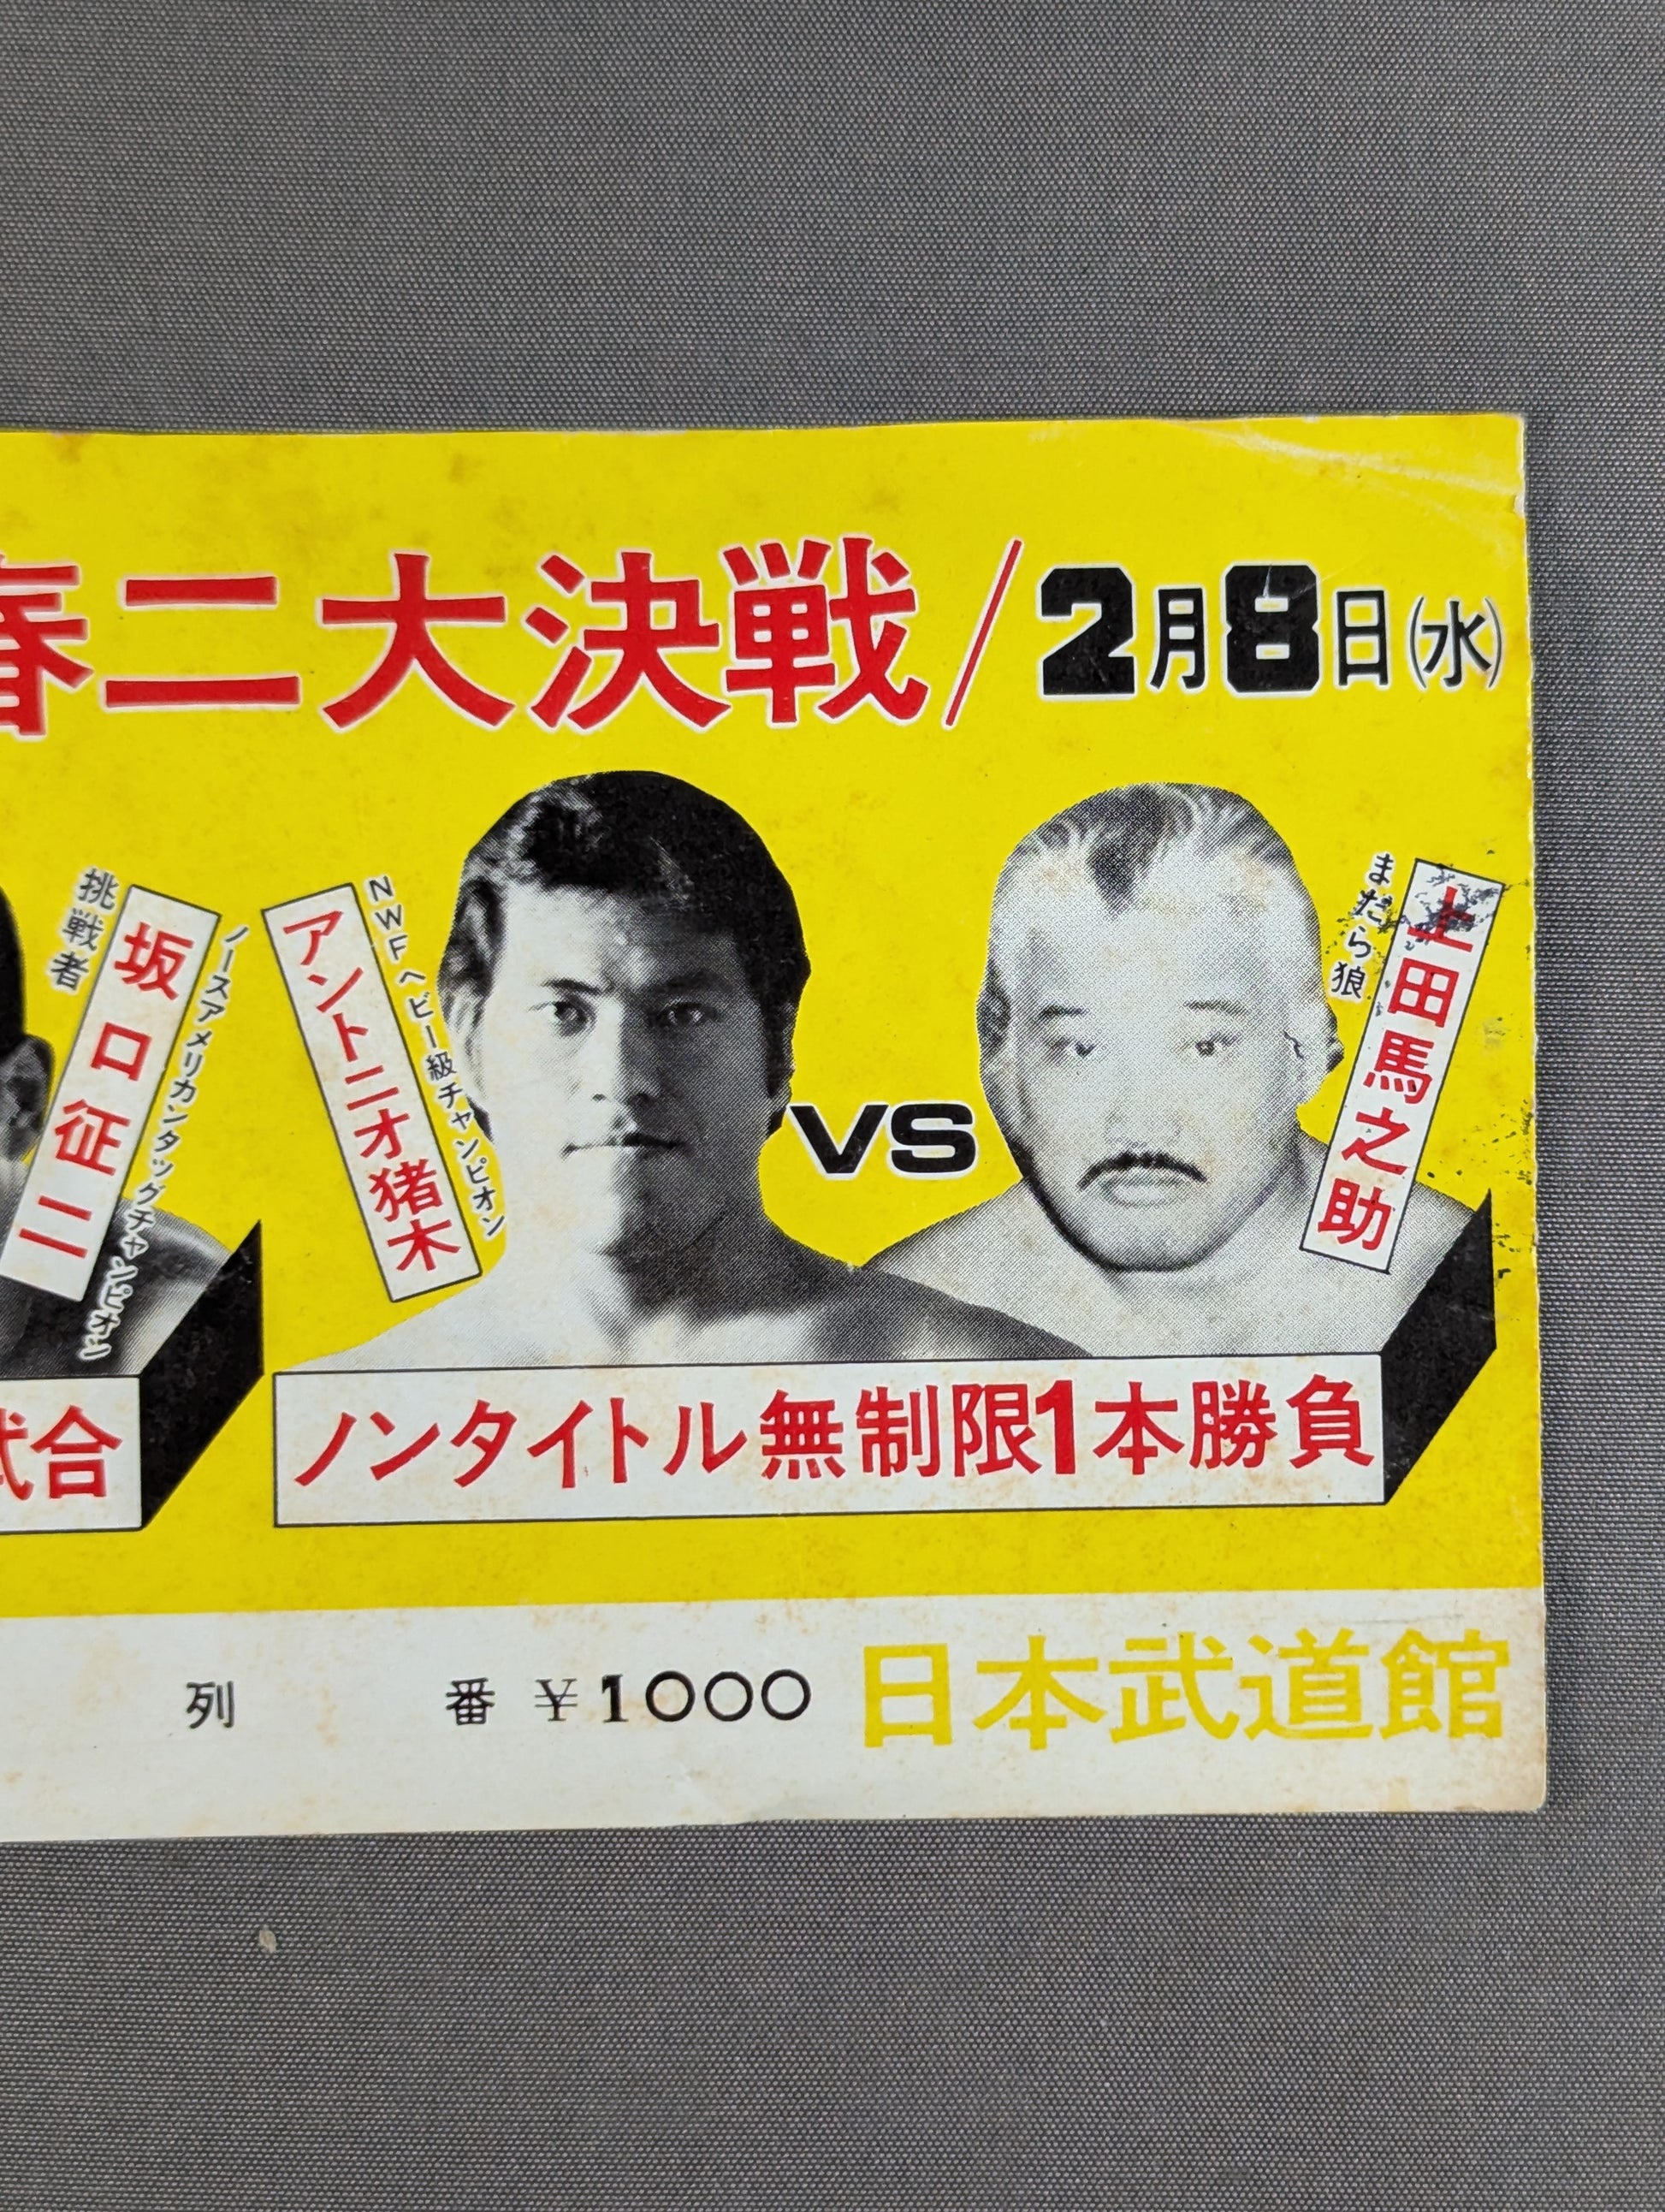 春二大決戦/2月8日(水)
挑戦者
坂口征二
ノースアメリカンタッグチャンピオン
試合
アントニオ猪木
NWFヘビー級チャンピオン
VS
まだら狼
上田馬之助
ノンタイトル無制限1本勝負
列 番 ¥1000 日本武道館